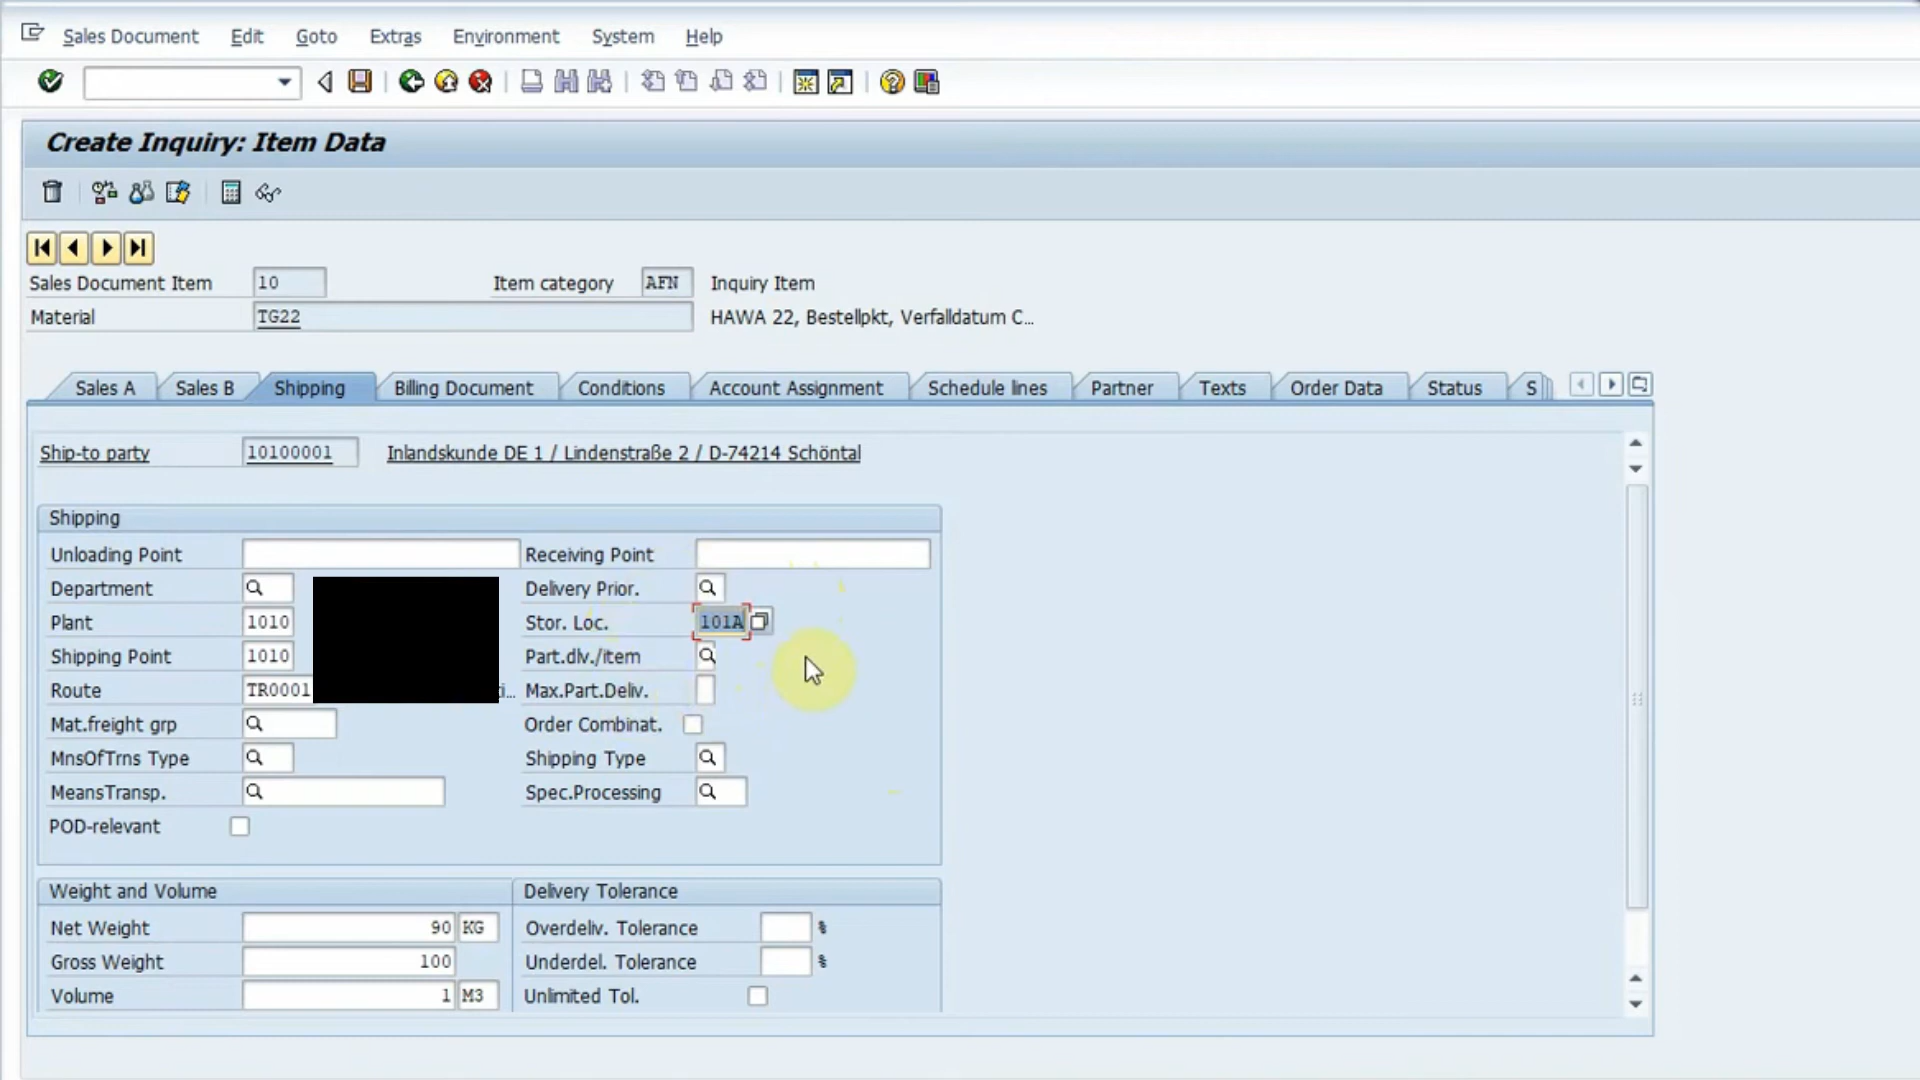 Sales Document Edit Goto Extras Environment System Help
Create Inquiry: Item Data
Sales Document Item 10 Item category AFN Inquiry Item
Material TG22 HAWA 22, Bestellpkt, Verfalldatum C...
Sales A Sales B Shipping Billing Document Conditions Account Assignment Schedule lines Partner Texts Order Data Status S
Ship-to party 10100001 Inlandskunde DE 1 / Lindenstraße 2 / D-74214 Schöntal
Shipping
Unloading Point Receiving Point
Department Delivery Prior.
Plant 1010 Stor. Loc. 101A
Shipping Point 1010 Part.dlv./item
Route TR0001 Max.Part.Deliv.
Mat.freight grp Order Combinat.
MnsOfTrns Type Shipping Type
MeansTransp. Spec.Processing
POD-relevant
Weight and Volume Delivery Tolerance
Net Weight 90 KG Overdeliv. Tolerance %
Gross Weight 100 Underdel. Tolerance %
Volume 1 M3 Unlimited Tol.